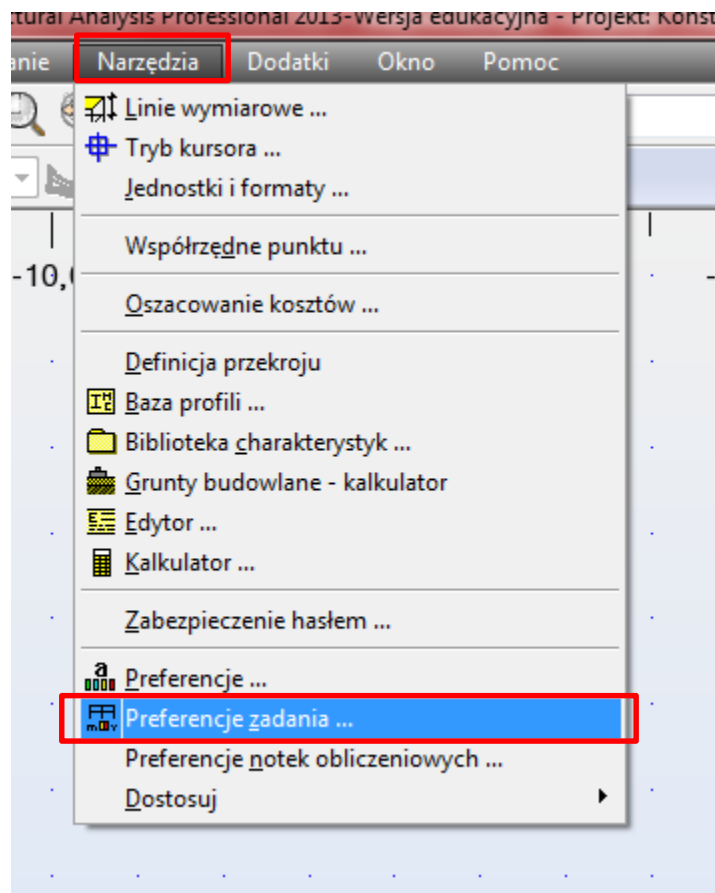 ctural Analysis Professional 2013-Wersja edukacyjna - Projekt: Konst
anie Narzędzia Dodatki Okno Pomoc
Linie wymiarowe ...
Tryb kursora ...
Jednostki i formaty ...
Współrzędne punktu ...
-10,0
Oszacowanie kosztów ...
Definicja przekroju
Baza profili ...
Biblioteka charakterystyk ...
Grunty budowlane - kalkulator
Edytor ...
Kalkulator ...
Zabezpieczenie hasłem ...
Preferencje ...
Preferencje zadania ...
Preferencje notek obliczeniowych ...
Dostosuj